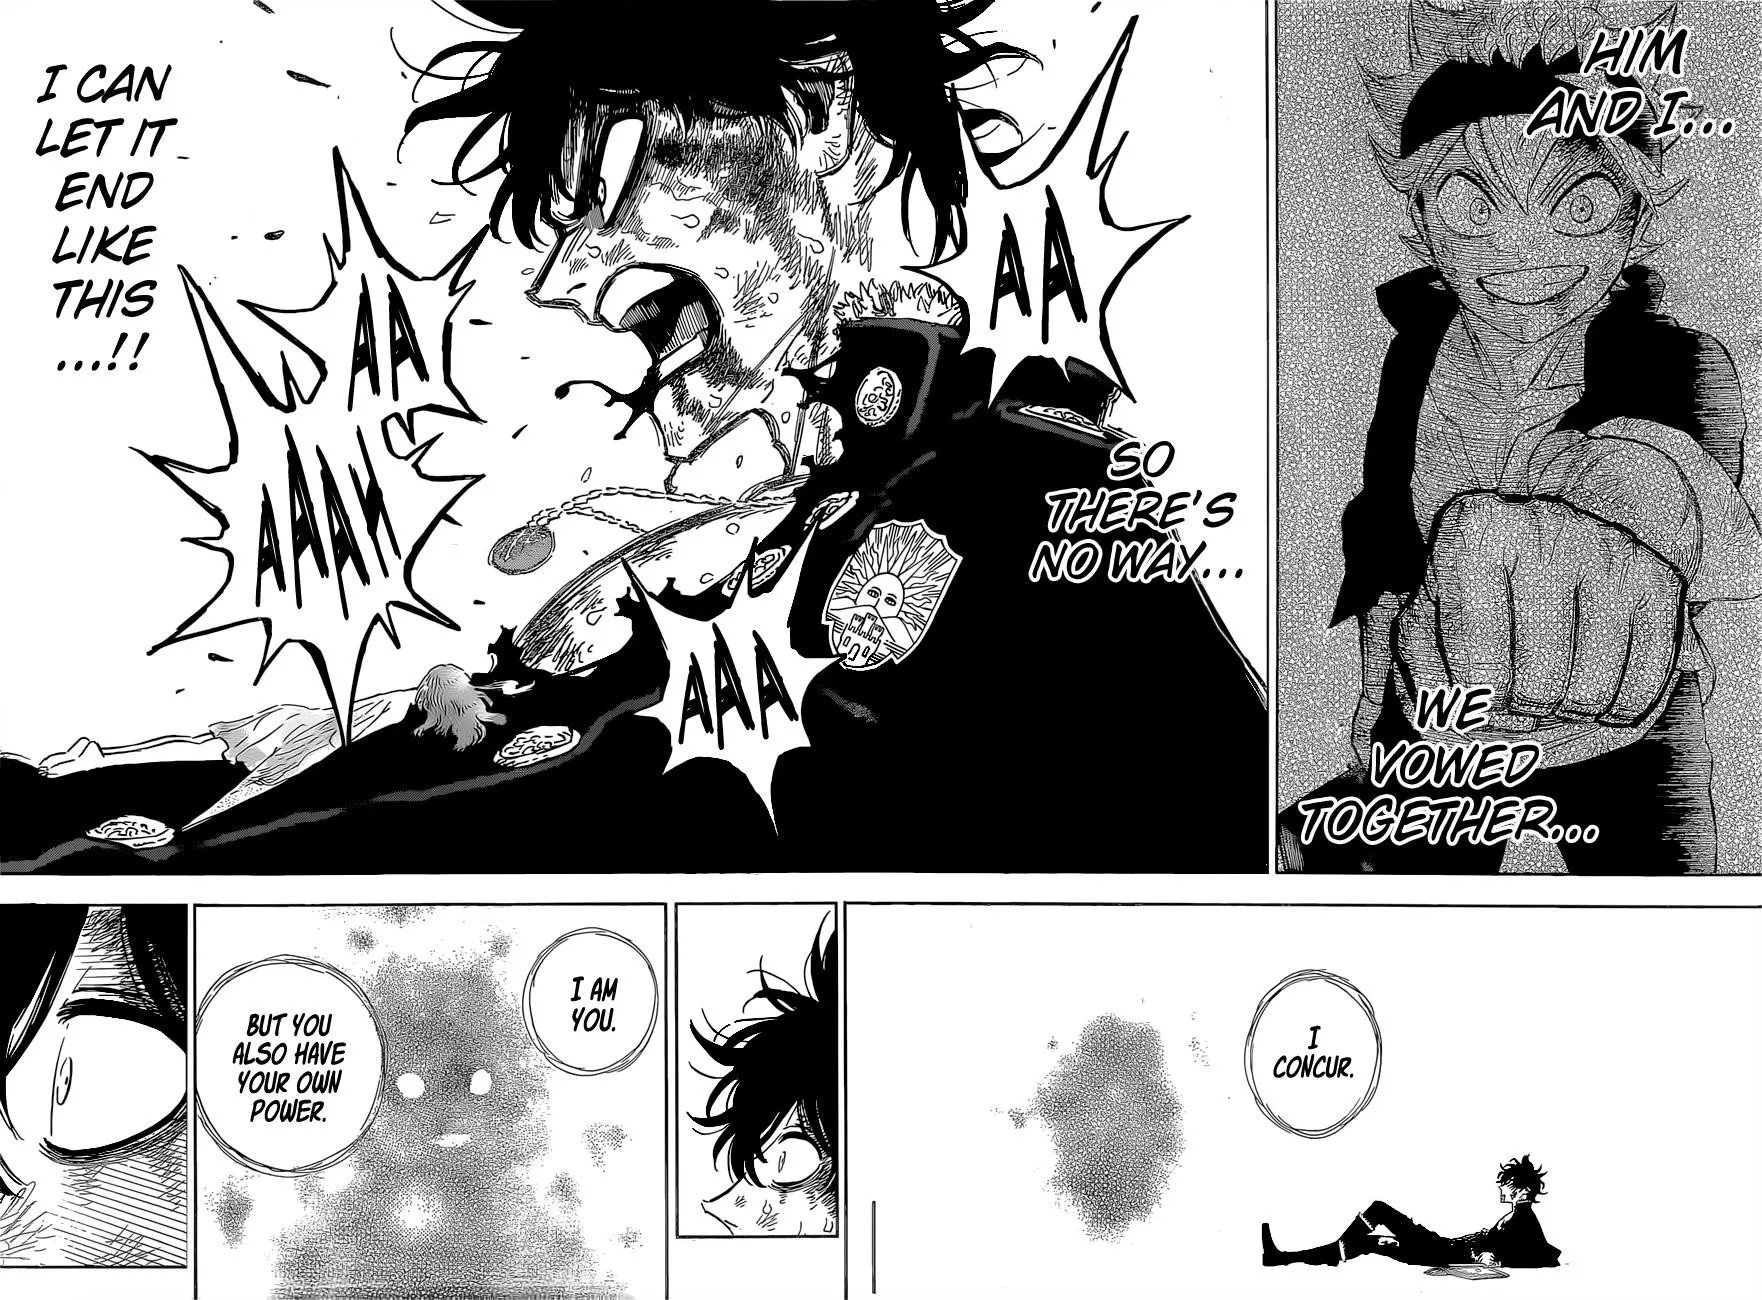 HIM
AND I...
WE
VOWED
TOGETHER...
SO
THERE'S
NO WAY...
AA
AAA
AA
AAAH
I CAN
LET IT
END
LIKE
THIS
...!!
I
CONCUR.
I AM
YOU.
BUT YOU
ALSO HAVE
YOUR OWN
POWER.